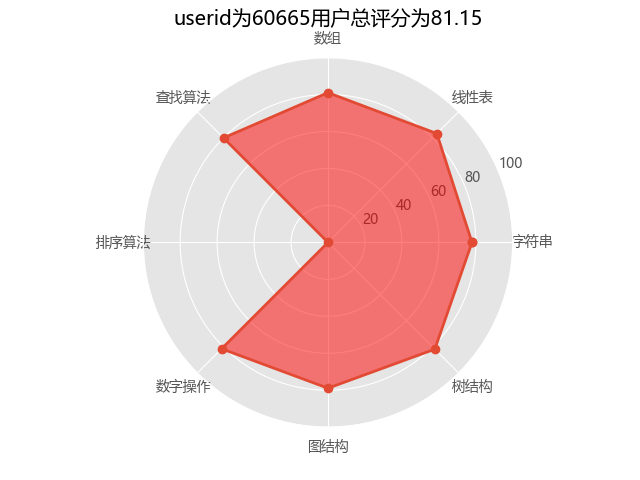 userid为60665用户总评分为81.15
数组
查找算法
线性表
100
80
60
40
20
排序算法
字符串
数字操作
树结构
图结构